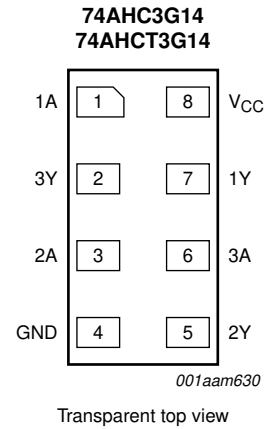 74AHC3G14
74AHCT3G14
1A 1 8 VCC
3Y 2 7 1Y
2A 3 6 3A
GND 4 5 2Y
001aam630
Transparent top view